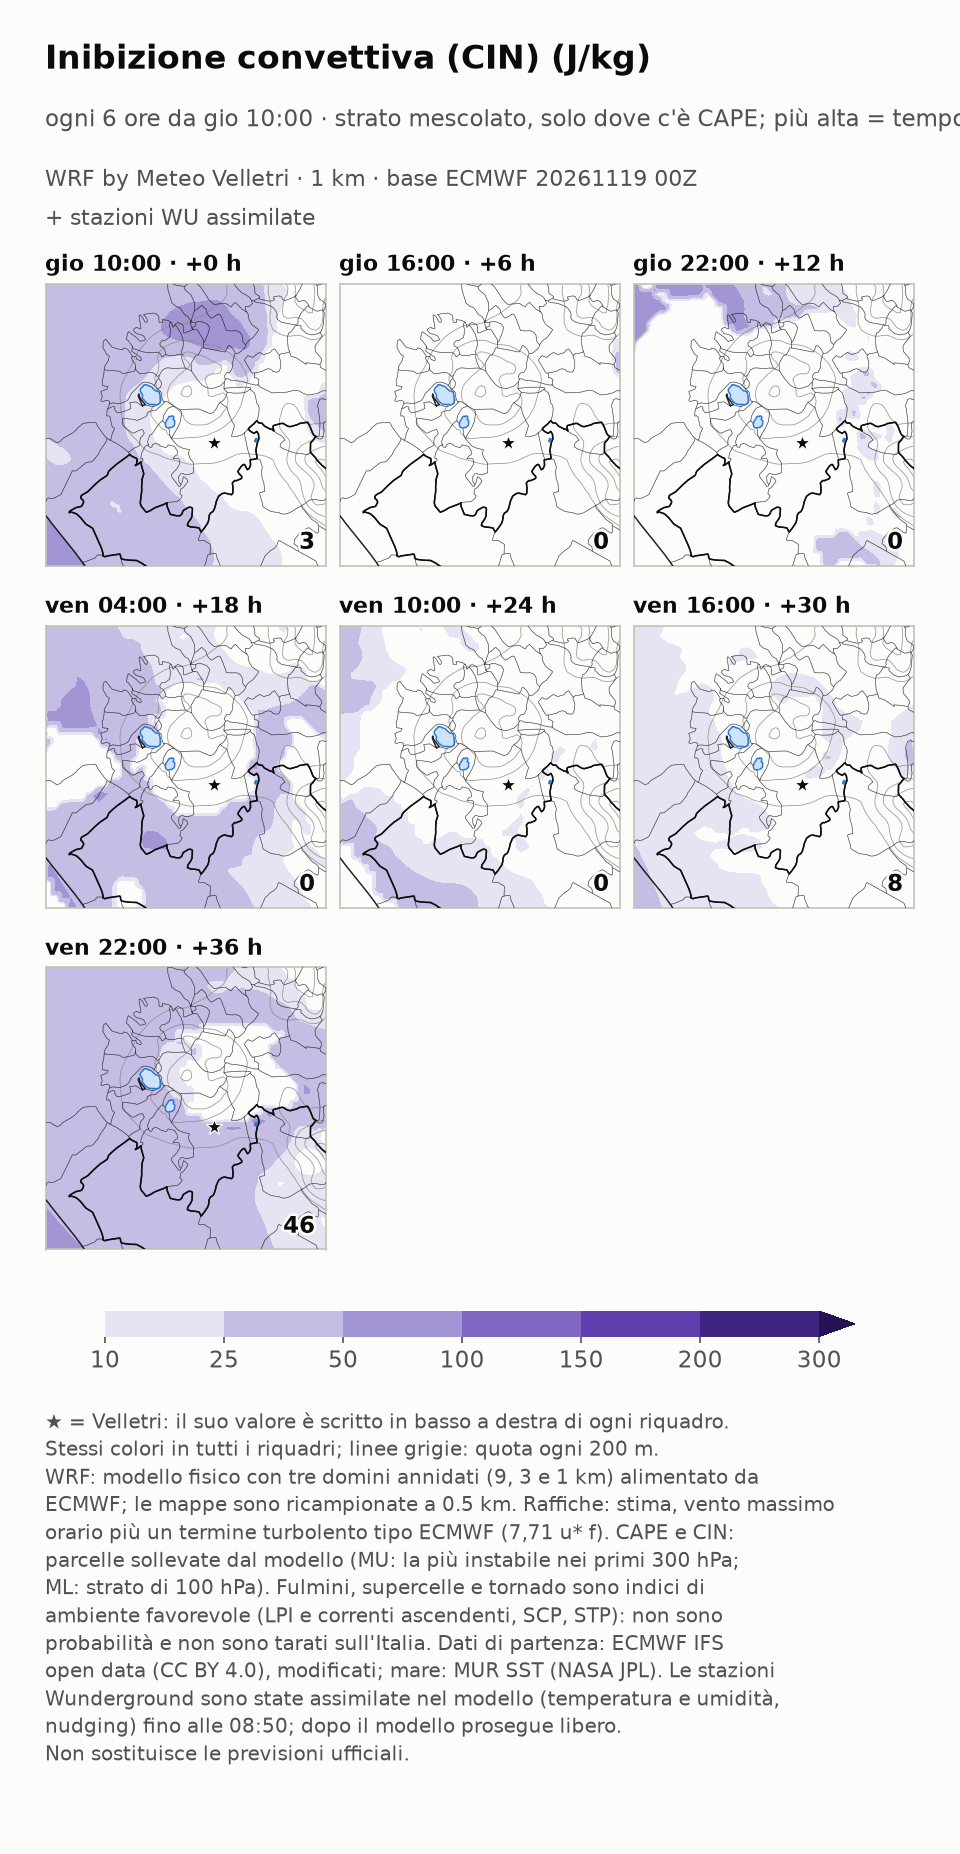 Inibizione convettiva (CIN) (J/kg)
ogni 6 ore da gio 10:00 · strato mescolato, solo dove c'è CAPE; più alta =
WRF by Meteo Velletri · 1 km · base ECMWF 20261119 00Z
+ stazioni WU assimilate
gio 10:00 · +0 h
gio 16:00 · +6 h
gio 22:00 · +12 h
3
0
0
ven 04:00 · +18 h
ven 10:00 · +24 h
ven 16:00 · +30 h
0
0
8
ven 22:00 · +36 h
46
10 25 50 100 150 200 300
★ = Velletri: il suo valore è scritto in basso a destra di ogni riquadro.
Stessi colori in tutti i riquadri; linee grigie: quota ogni 200 m.
WRF: modello fisico con tre domini annidati (9, 3 e 1 km) alimentato da
ECMWF; le mappe sono ricampionate a 0.5 km. Raffiche: stima, vento massimo
orario più un termine turbolento tipo ECMWF (7,71 u* f). CAPE e CIN:
parcelle sollevate dal modello (MU: la più instabile nei primi 300 hPa;
ML: strato di 100 hPa). Fulmini, supercelle e tornado sono indici di
ambiente favorevole (LPI e correnti ascendenti, SCP, STP): non sono
probabilità e non sono tarati sull'Italia. Dati di partenza: ECMWF IFS
open data (CC BY 4.0), modificati; mare: MUR SST (NASA JPL). Le stazioni
Wunderground sono state assimilate nel modello (temperatura e umidità,
nudging) fino alle 08:50; dopo il modello prosegue libero.
Non sostituisce le previsioni ufficiali.